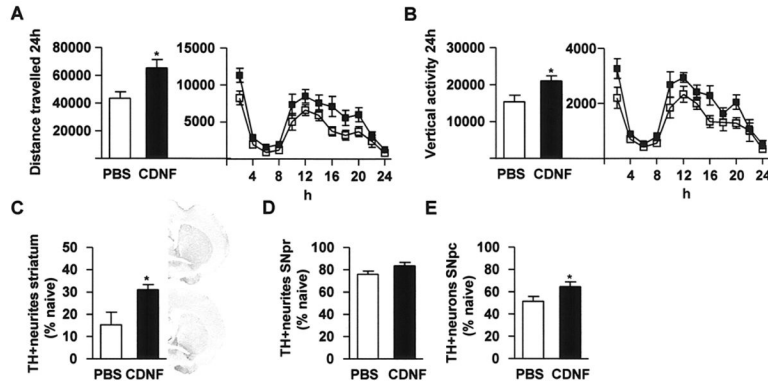 A
Distance travelled 24h
80000
60000
40000
20000
*
PBS CDNF
15000
10000
5000
4 8 12 16 20 24
h
B
Vertical activity 24h
30000
20000
10000
*
PBS CDNF
4000
2000
4 8 12 16 20 24
h
C
TH+neurites striatum
(% naive)
50
40
30
20
10
0
*
PBS CDNF
D
TH+neurites SNpr
(% naive)
100
80
60
40
20
0
PBS CDNF
E
TH+neurons SNpc
(% naive)
100
80
60
40
20
0
*
PBS CDNF